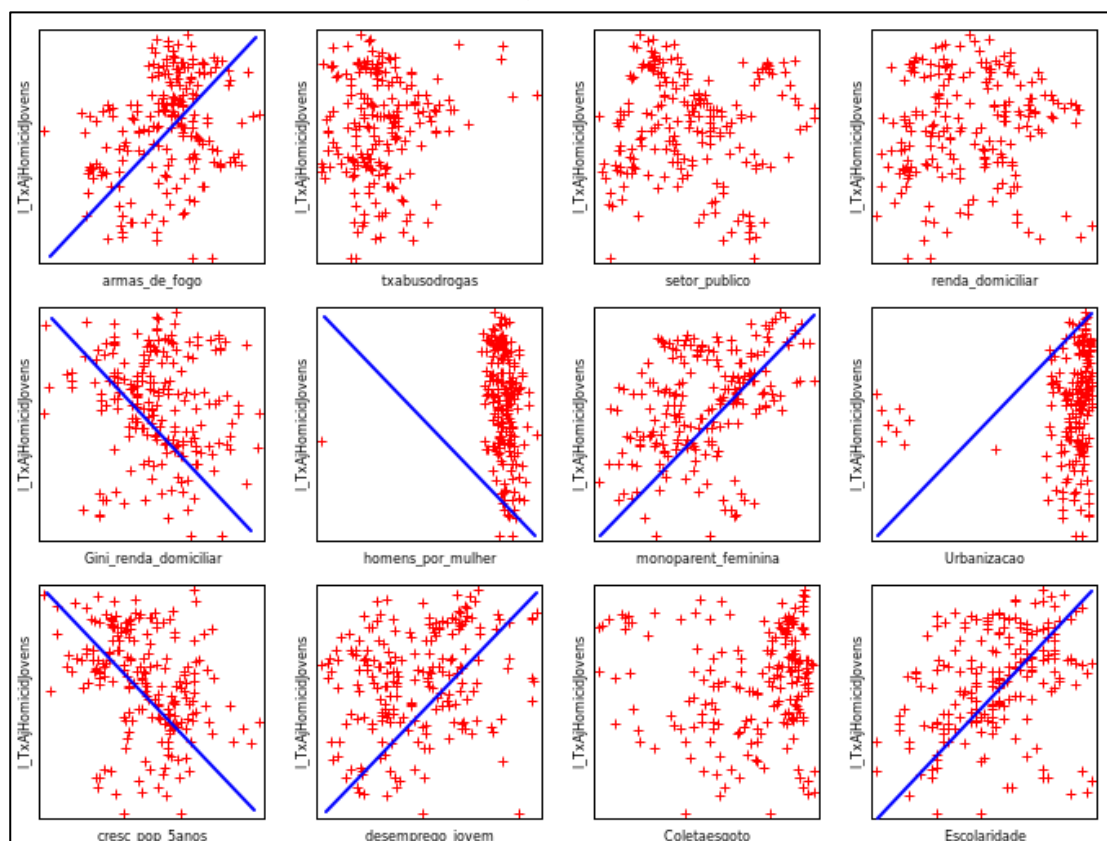 l_TxAjHomicidJovens
armas_de_fogo
l_TxAjHomicidJovens
txabusodrogas
l_TxAjHomicidJovens
setor_publico
l_TxAjHomicidJovens
renda_domiciliar
l_TxAjHomicidJovens
Gini_renda_domiciliar
l_TxAjHomicidJovens
homens_por_mulher
l_TxAjHomicidJovens
monoparent_feminina
l_TxAjHomicidJovens
Urbanizacao
l_TxAjHomicidJovens
cresc_pop_5anos
l_TxAjHomicidJovens
desemprego_jovem
l_TxAjHomicidJovens
Coletaesgoto
l_TxAjHomicidJovens
Escolaridade